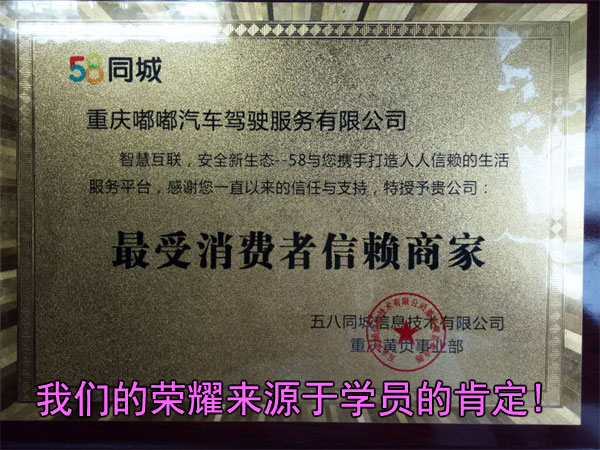 58同城
重庆嘟嘟汽车驾驶服务有限公司
智慧互联，安全新生态--58与您携手打造人人信赖的生活
服务平台，感谢您一直以来的信任与支持，特授予贵公司：
最受消费者信赖商家
五八同城信息技术有限公司
重庆黄页事业部
我们的荣耀来源于学员的肯定！